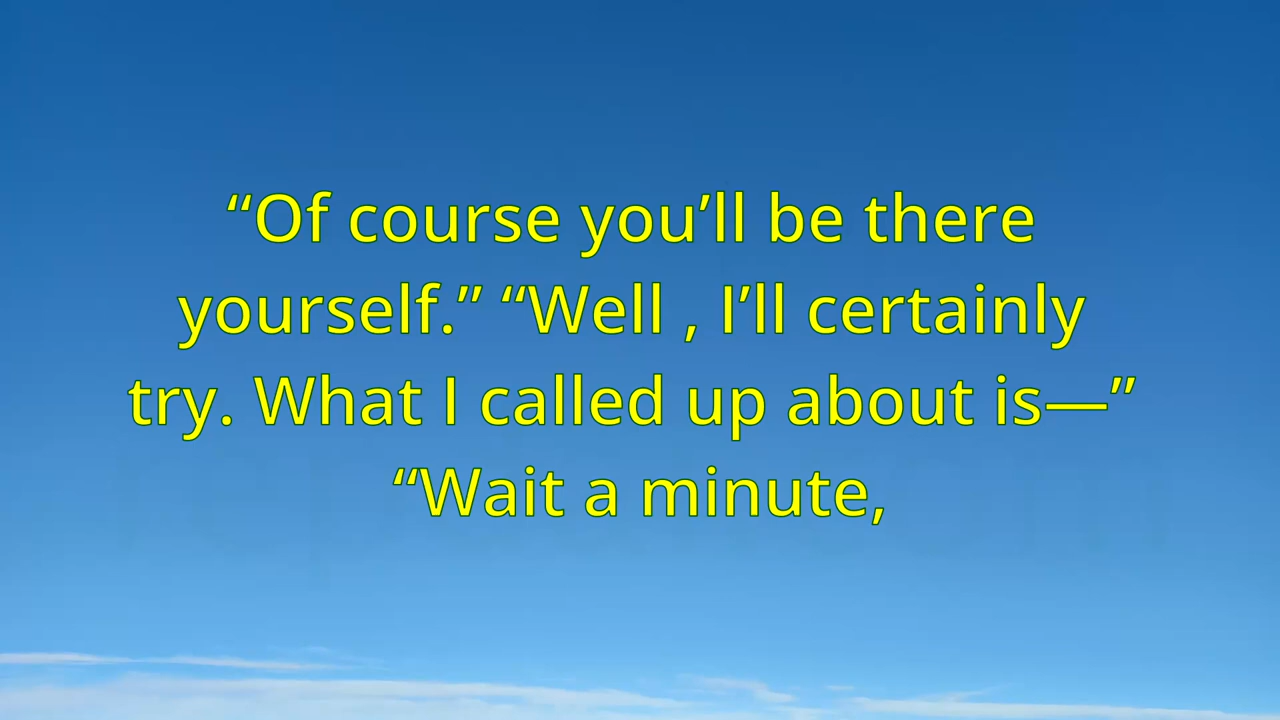 “Of course you’ll be there
yourself.” “Well , I’ll certainly
try. What I called up about is—”
“Wait a minute,